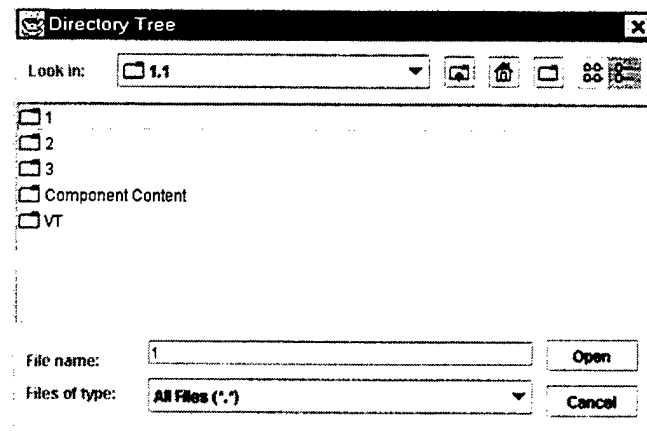 Directory Tree
Look in: 1.1
1
2
3
Component Content
VT
File name: 1 Open
Files of type: All Files (*.*) Cancel